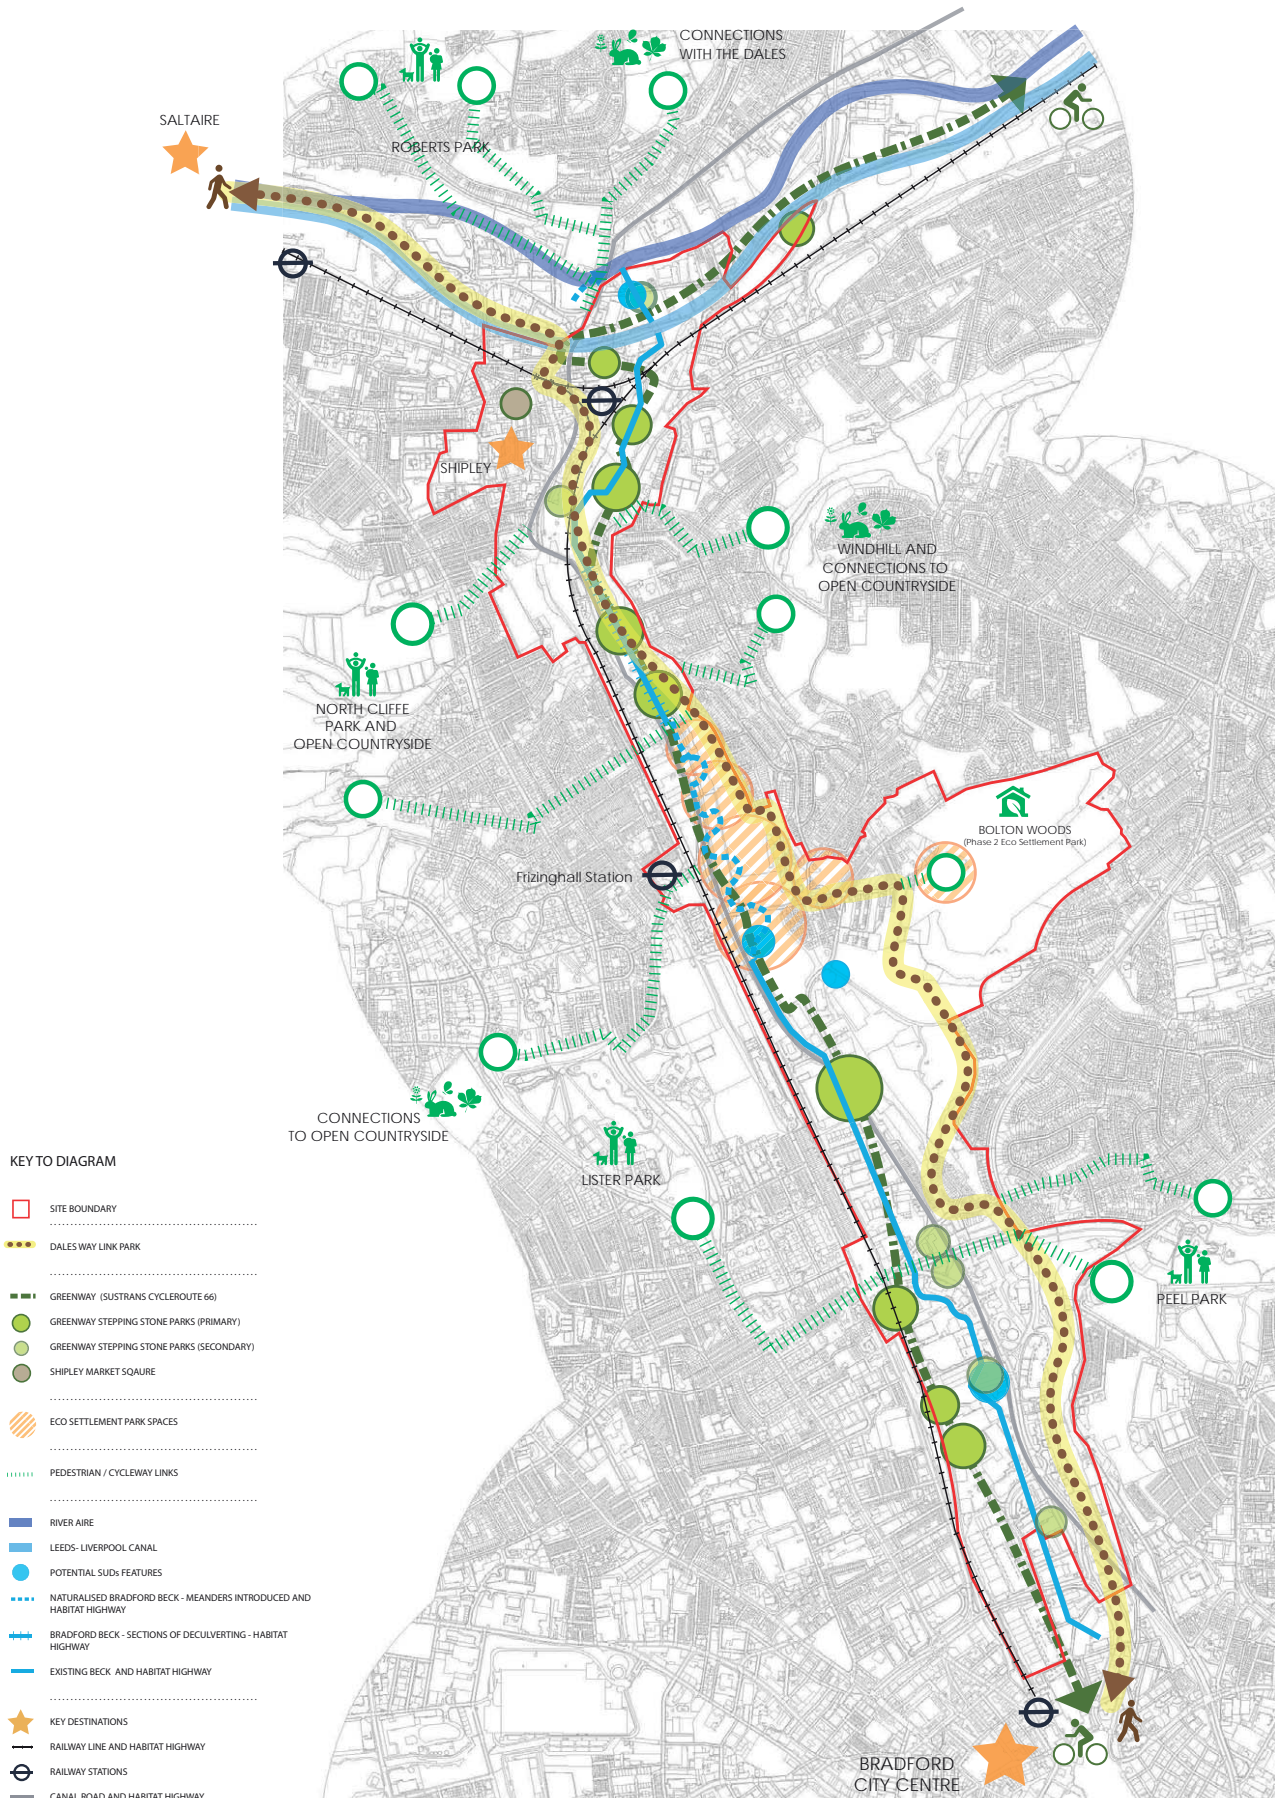 CONNECTIONS
WITH THE DALES
SALTAIRE
ROBERTS PARK
SHIPLEY
WINDHILL AND
CONNECTIONS TO
OPEN COUNTRYSIDE
NORTH CLIFFE
PARK AND
OPEN COUNTRYSIDE
BOLTON WOODS
(Phase 2 Eco Settlement Park)
Frizinghall Station
CONNECTIONS
TO OPEN COUNTRYSIDE
LISTER PARK
PEEL PARK
BRADFORD
CITY CENTRE
KEY TO DIAGRAM
SITE BOUNDARY
DALES WAY LINK PARK
GREENWAY (SUSTRANS CYCLEROUTE 66)
GREENWAY STEPPING STONE PARKS (PRIMARY)
GREENWAY STEPPING STONE PARKS (SECONDARY)
SHIPLEY MARKET SQAURE
ECO SETTLEMENT PARK SPACES
PEDESTRIAN / CYCLEWAY LINKS
RIVER AIRE
LEEDS- LIVERPOOL CANAL
POTENTIAL SUDs FEATURES
NATURALISED BRADFORD BECK - MEANDERS INTRODUCED AND
HABITAT HIGHWAY
BRADFORD BECK - SECTIONS OF DECULVERTING - HABITAT
HIGHWAY
EXISTING BECK AND HABITAT HIGHWAY
KEY DESTINATIONS
RAILWAY LINE AND HABITAT HIGHWAY
RAILWAY STATIONS
CANAL ROAD AND HABITAT HIGHWAY